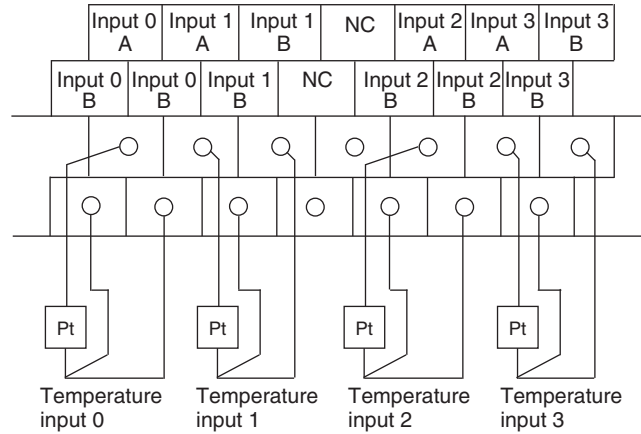 Input 0 Input 1 Input 1 NC Input 2 Input 3 Input 3
A A B A A B
Input 0 Input 0 Input 1 NC Input 2 Input 2 Input 3
B B B B B B
Pt Pt Pt Pt
Temperature Temperature Temperature Temperature
input 0 input 1 input 2 input 3